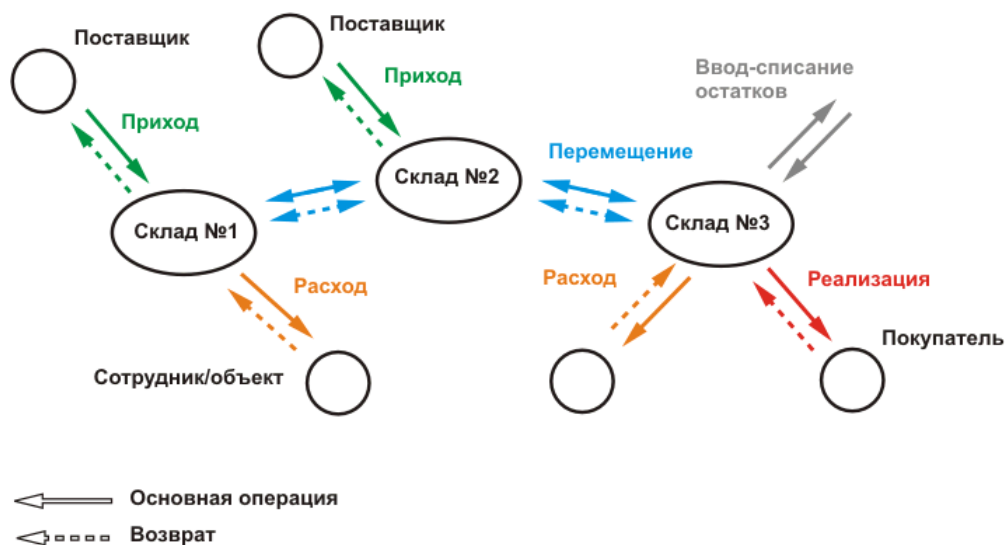 Поставщик
Поставщик
Приход
Приход
Ввод-списание
остатков
Перемещение
Склад №1
Склад №2
Склад №3
Расход
Расход
Реализация
Сотрудник/объект
Покупатель
Основная операция
Возврат